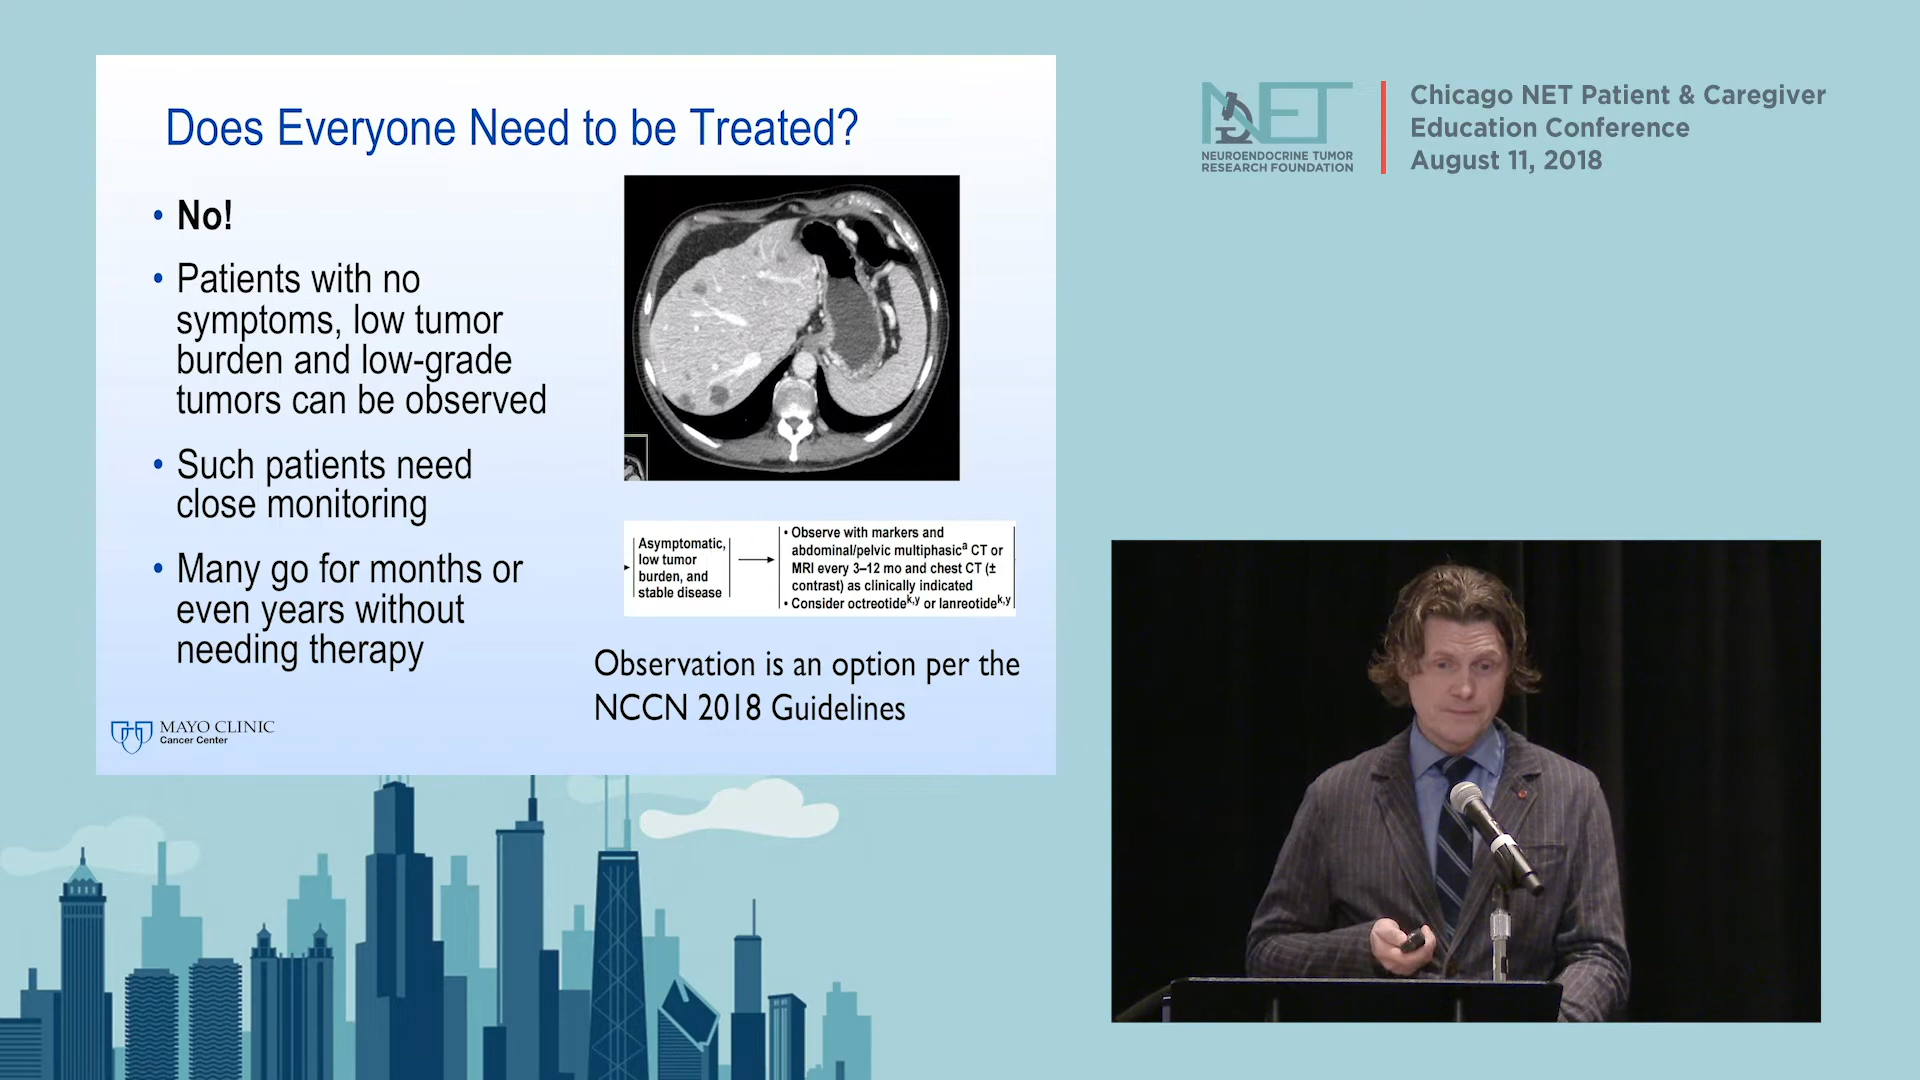 Does Everyone Need to be Treated?
• No!
• Patients with no
symptoms, low tumor
burden and low-grade
tumors can be observed
• Such patients need
close monitoring
• Many go for months or
even years without
needing therapy
MAYO CLINIC
Cancer Center
Asymptomatic,
low tumor
burden, and
stable disease
• Observe with markers and
abdominal/pelvic multiphasicᵃ CT or
MRI every 3–12 mo and chest CT (±
contrast) as clinically indicated
• Consider octreotideᵏ,ʸ or lanreotideᵏ,ʸ
Observation is an option per the
NCCN 2018 Guidelines
NET
NEUROENDOCRINE TUMOR
RESEARCH FOUNDATION
Chicago NET Patient & Caregiver
Education Conference
August 11, 2018